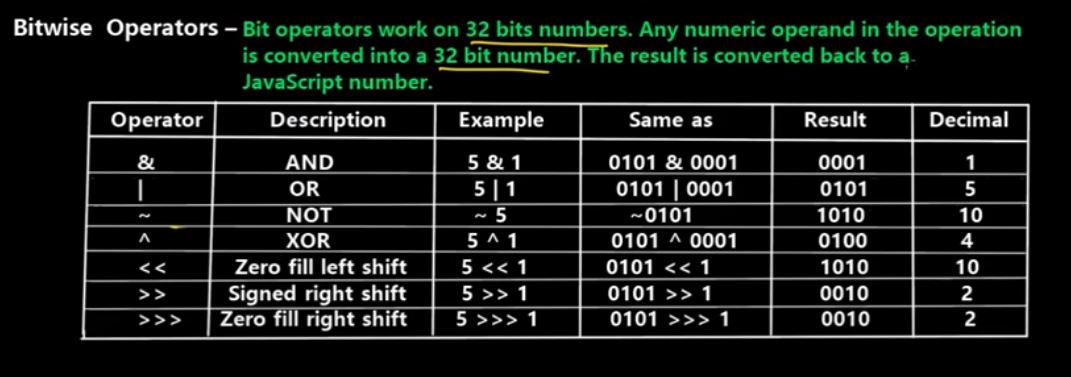 Bitwise Operators – Bit operators work on 32 bits numbers. Any numeric operand in the operation
is converted into a 32 bit number. The result is converted back to a
JavaScript number.
Operator Description Example Same as Result Decimal
& AND 5 & 1 0101 & 0001 0001 1
| OR 5 | 1 0101 | 0001 0101 5
~ NOT ~ 5 ~0101 1010 10
^ XOR 5 ^ 1 0101 ^ 0001 0100 4
<< Zero fill left shift 5 << 1 0101 << 1 1010 10
>> Signed right shift 5 >> 1 0101 >> 1 0010 2
>>> Zero fill right shift 5 >>> 1 0101 >>> 1 0010 2